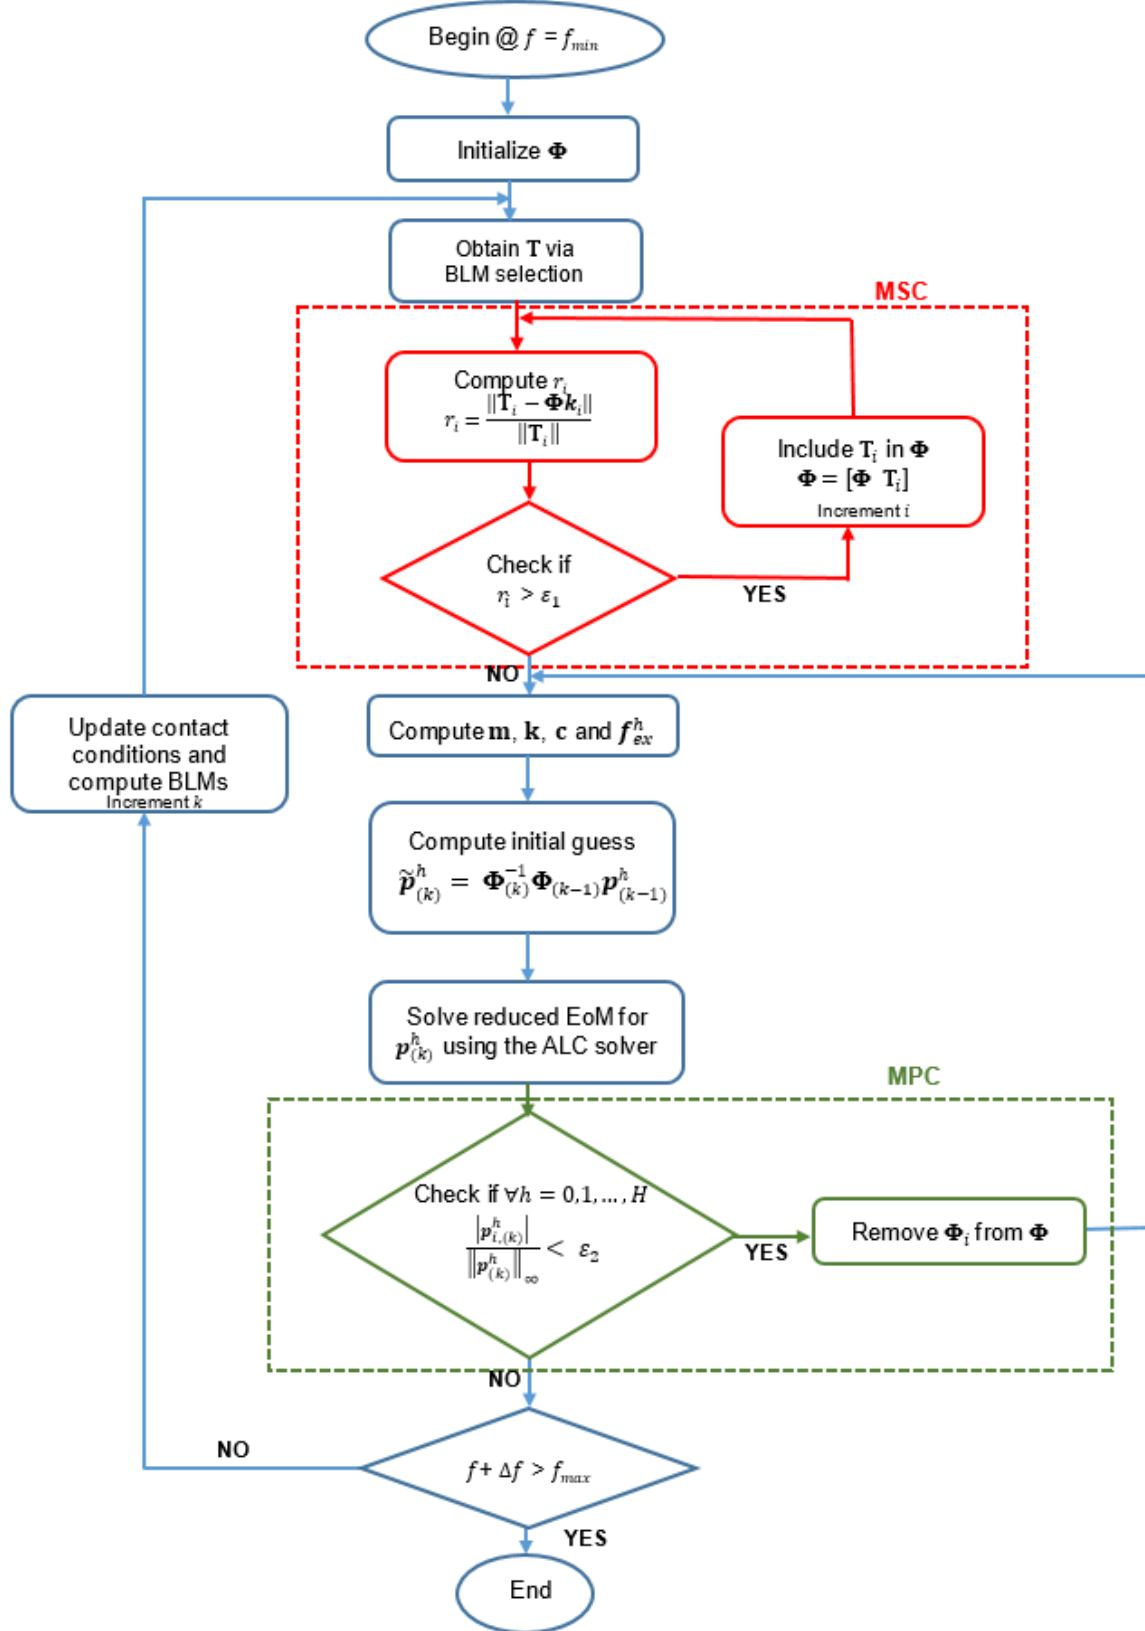 Begin @ f = f_min
Initialize Φ
Obtain T via
BLM selection
MSC
Compute r_i
r_i = ‖T_i − Φk_i‖ / ‖T_i‖
Include T_i in Φ
Φ = [Φ T_i]
Increment i
Check if
r_i > ε_1
YES
NO
Update contact
conditions and
compute BLMs
Increment k
Compute m, k, c and f_ex^h
Compute initial guess
p̃_(k)^h = Φ_(k)^−1 Φ_(k−1) p_(k−1)^h
Solve reduced EoM for
p_(k)^h using the ALC solver
MPC
Check if ∀h = 0,1, … , H
|p_i,(k)^h| / ‖p_(k)^h‖_∞ < ε_2
YES
Remove Φ_i from Φ
NO
NO
f + Δf > f_max
YES
End